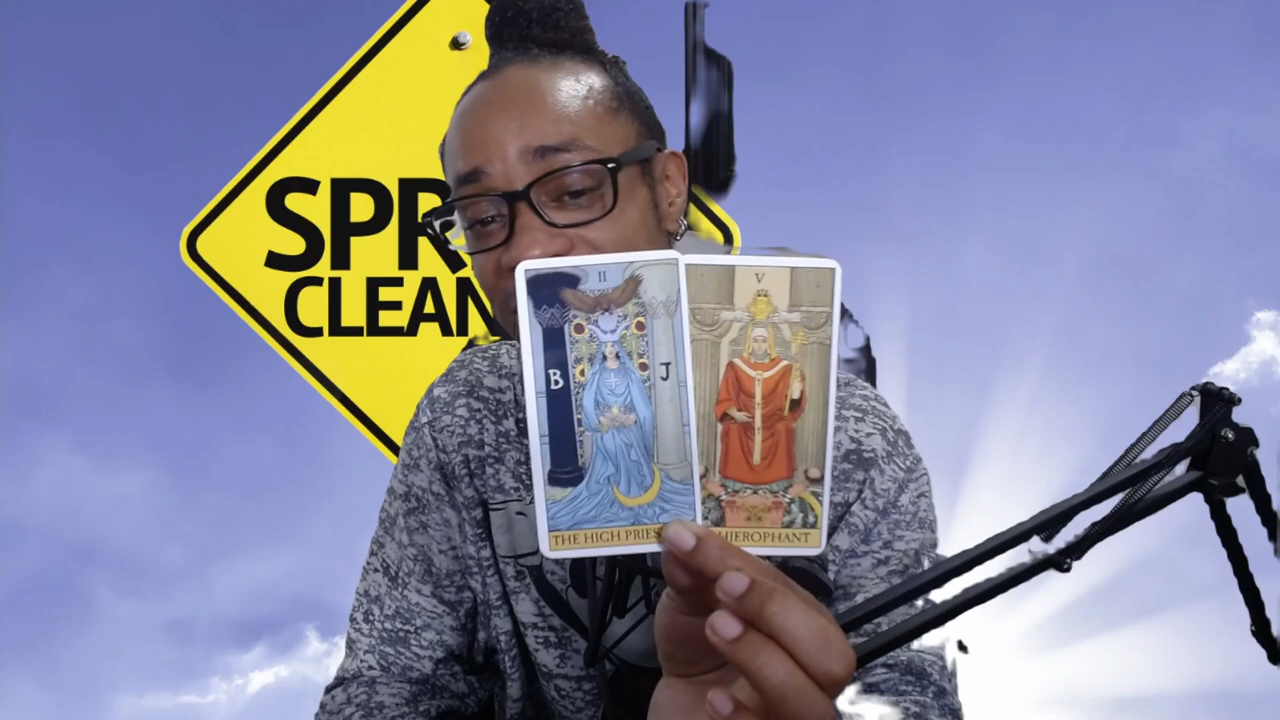 SPR
CLEAN
II
B
J
THE HIGH PRIES
V
HIEROPHANT